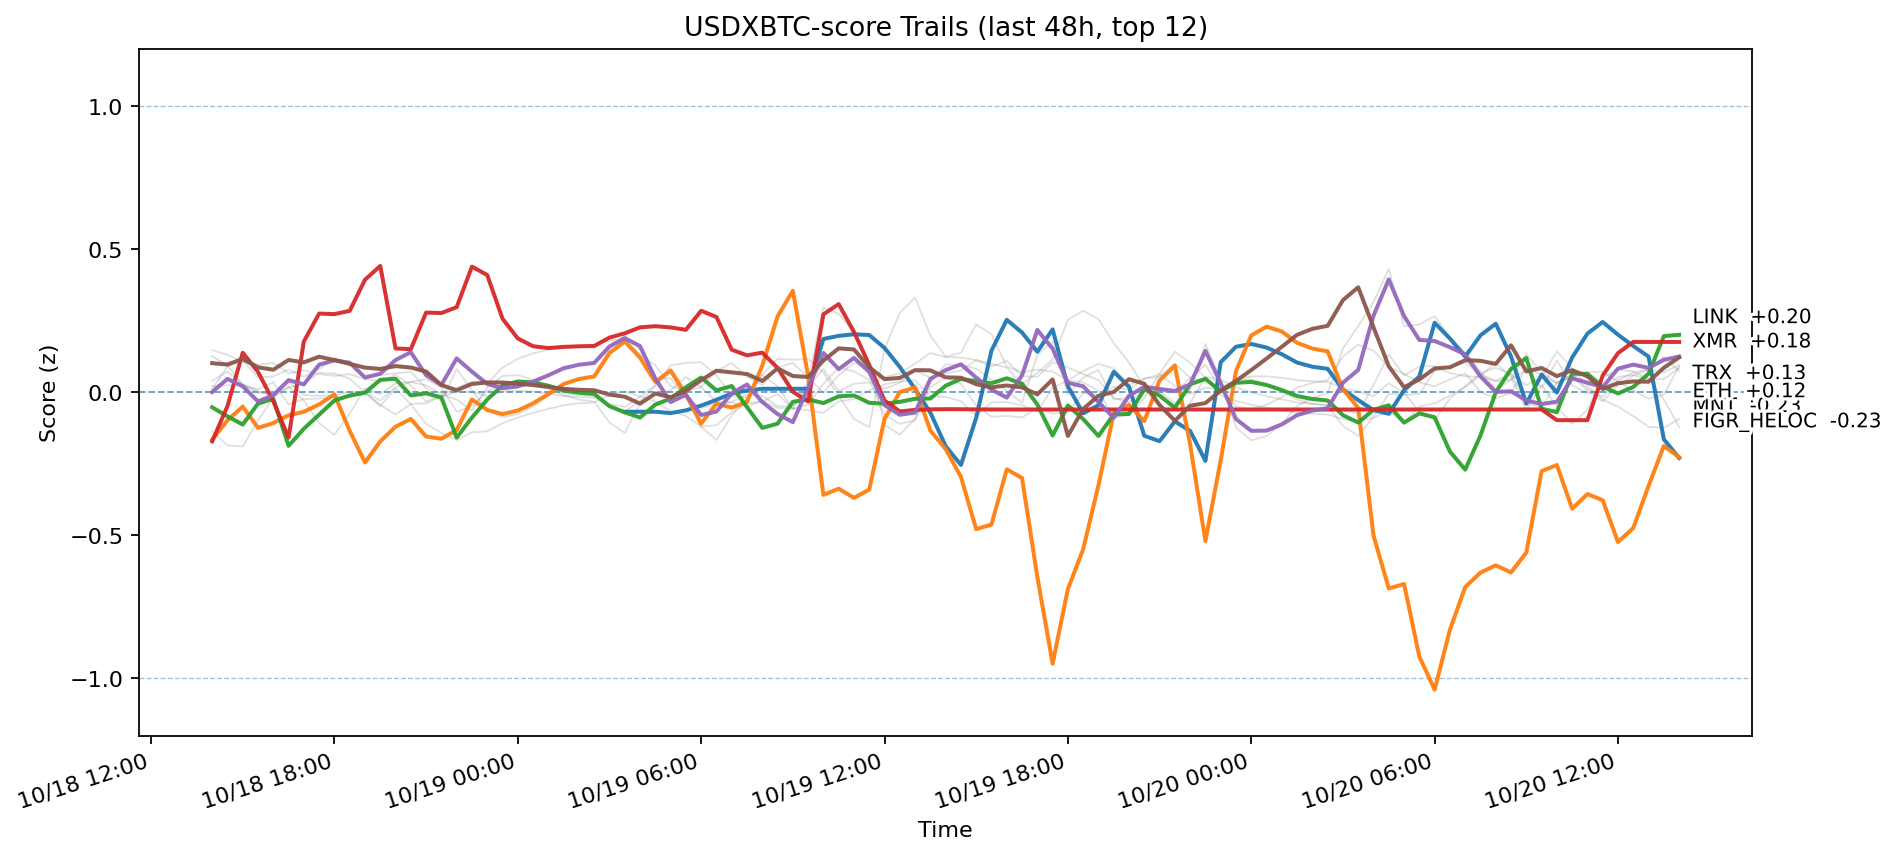 USDXBTC-score Trails (last 48h, top 12)
Score (z)
1.0
0.5
0.0
−0.5
−1.0
LINK +0.20
XMR +0.18
TRX +0.13
ETH +0.12
MNT -0.23
FIGR_HELOC -0.23
10/18 12:00
10/18 18:00
10/19 00:00
10/19 06:00
10/19 12:00
10/19 18:00
10/20 00:00
10/20 06:00
10/20 12:00
Time